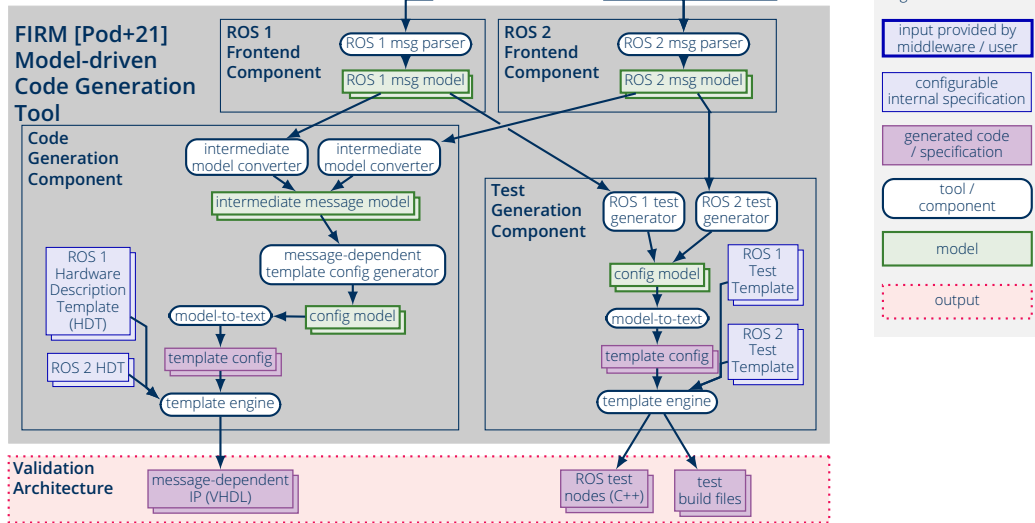 FIRM [Pod+21]
Model-driven
Code Generation
Tool
ROS 1
Frontend
Component
ROS 1 msg parser
ROS 1 msg model
ROS 2
Frontend
Component
ROS 2 msg parser
ROS 2 msg model
Code
Generation
Component
intermediate
model converter
intermediate
model converter
intermediate message model
message-dependent
template config generator
config model
model-to-text
template config
template engine
ROS 1
Hardware
Description
Template
(HDT)
ROS 2 HDT
Test
Generation
Component
ROS 1 test
generator
ROS 2 test
generator
config model
model-to-text
template config
template engine
ROS 1
Test
Template
ROS 2
Test
Template
Validation
Architecture
message-dependent
IP (VHDL)
ROS test
nodes (C++)
test
build files
input provided by
middleware / user
configurable
internal specification
generated code
/ specification
tool /
component
model
output